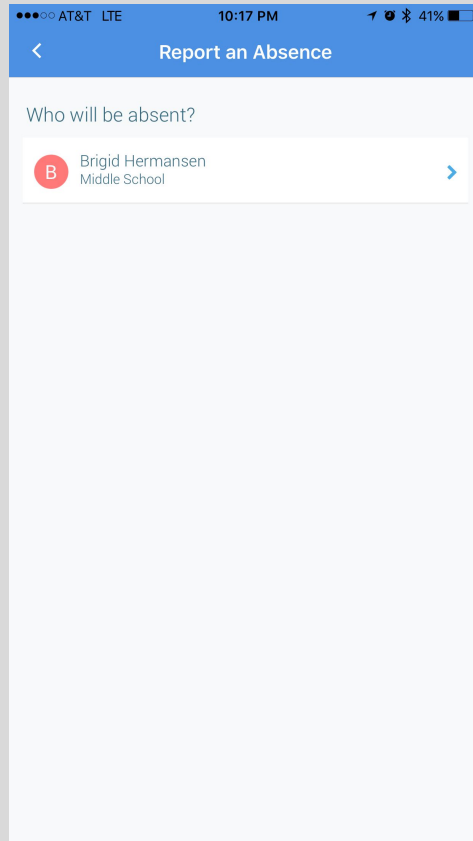 AT&T LTE 10:17 PM 41%
Report an Absence
Who will be absent?
B
Brigid Hermansen
Middle School